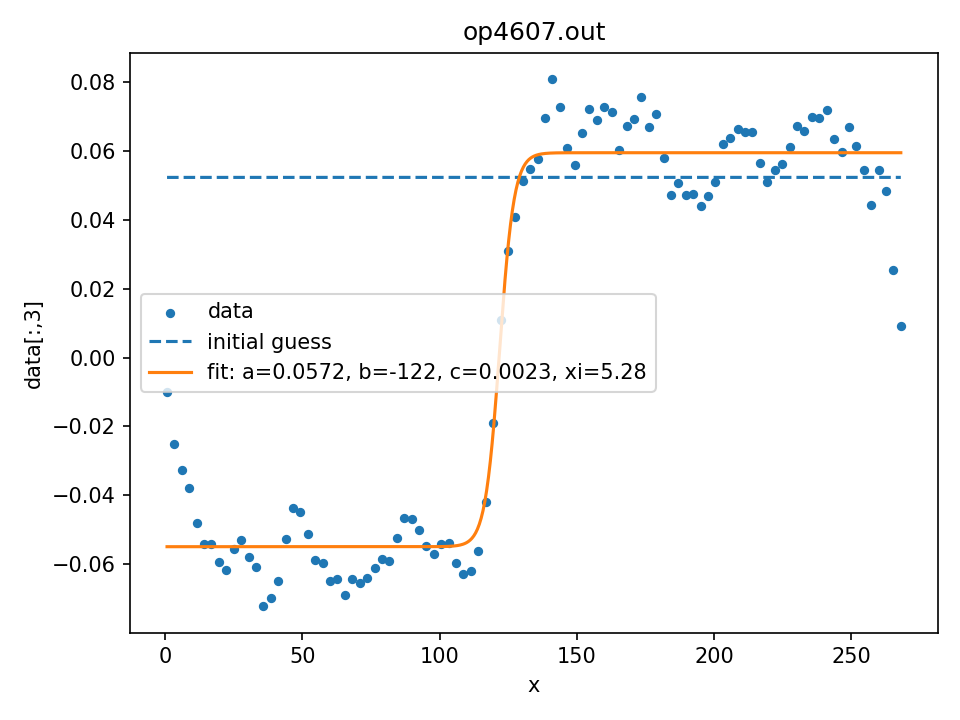 op4607.out
data[:,3]
0.08
0.06
0.04
0.02
0.00
−0.02
−0.04
−0.06
data
initial guess
fit: a=0.0572, b=-122, c=0.0023, xi=5.28
0 50 100 150 200 250
x